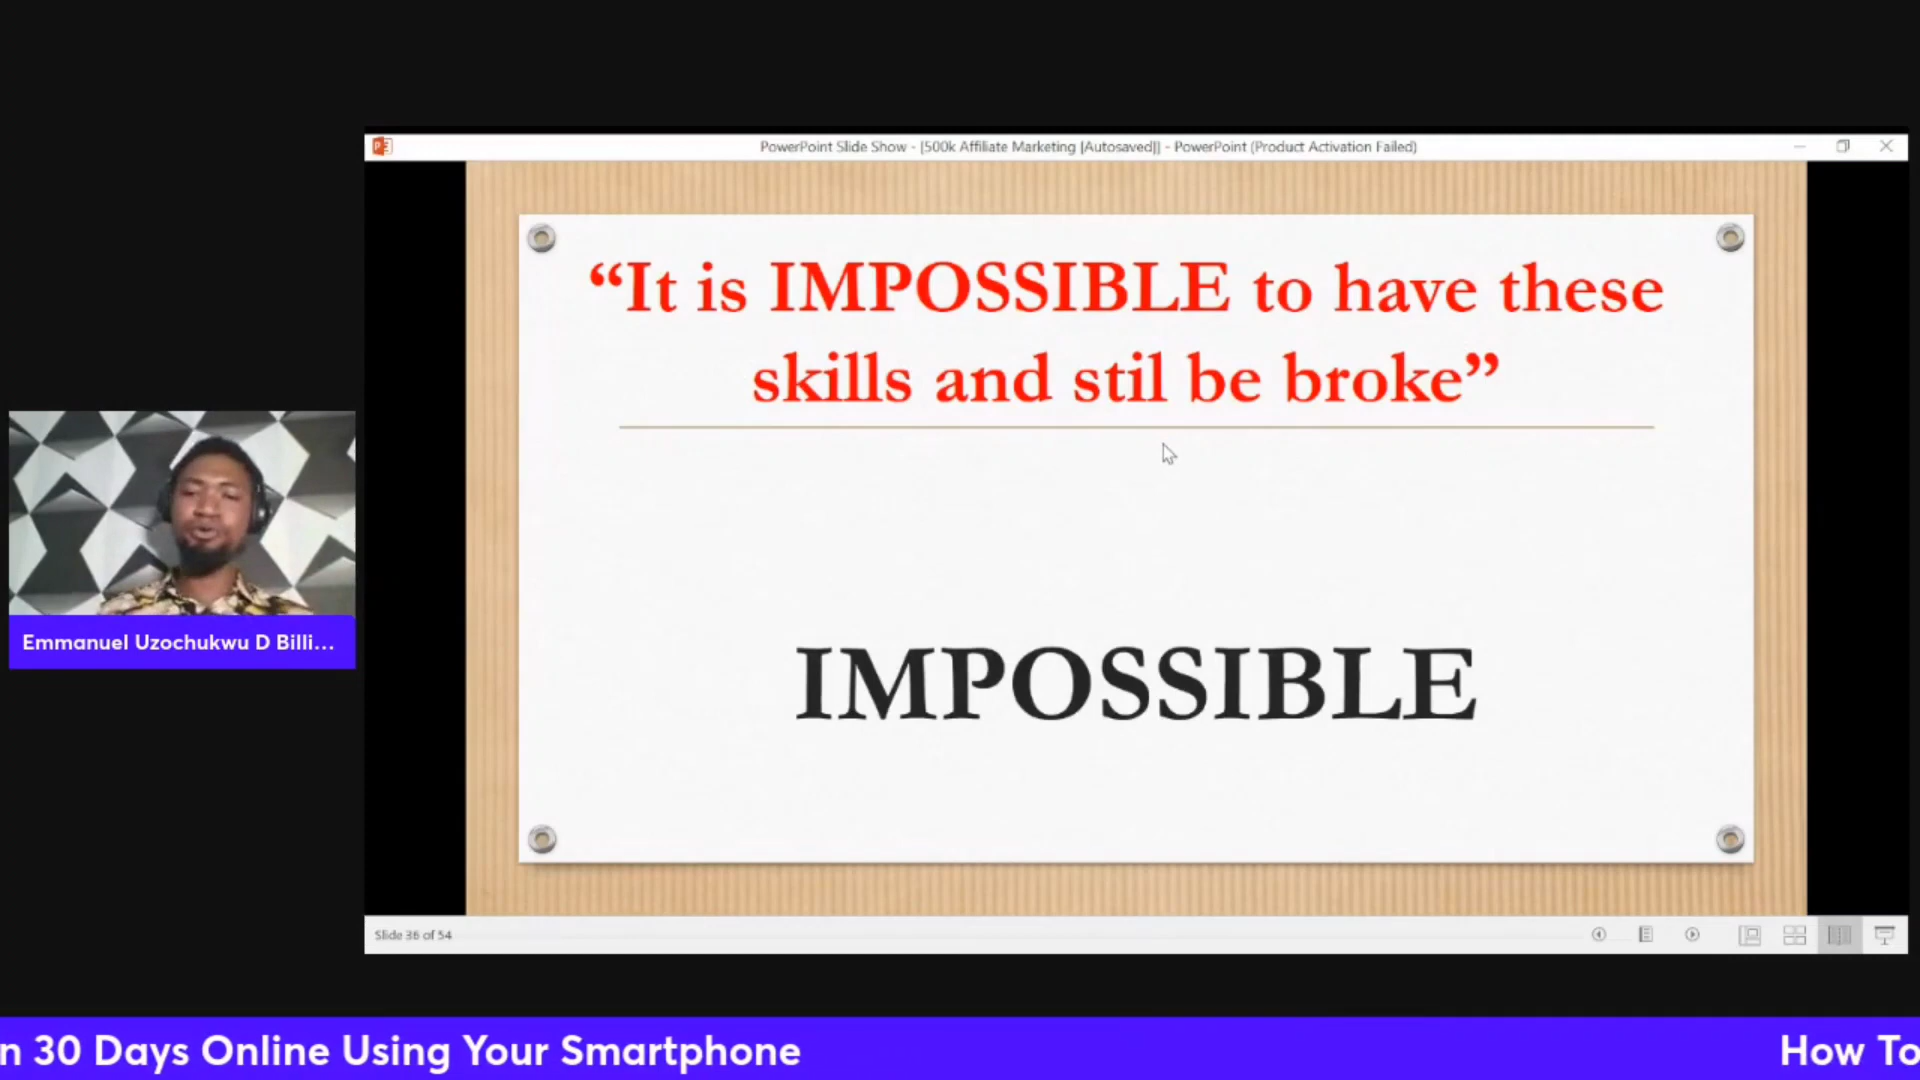 PowerPoint Slide Show - [500k Affiliate Marketing [Autosaved]] - PowerPoint (Product Activation Failed)
“It is IMPOSSIBLE to have these
skills and stil be broke”
IMPOSSIBLE
Emmanuel Uzochukwu D Billi...
Slide 36 of 54
n 30 Days Online Using Your Smartphone
How To